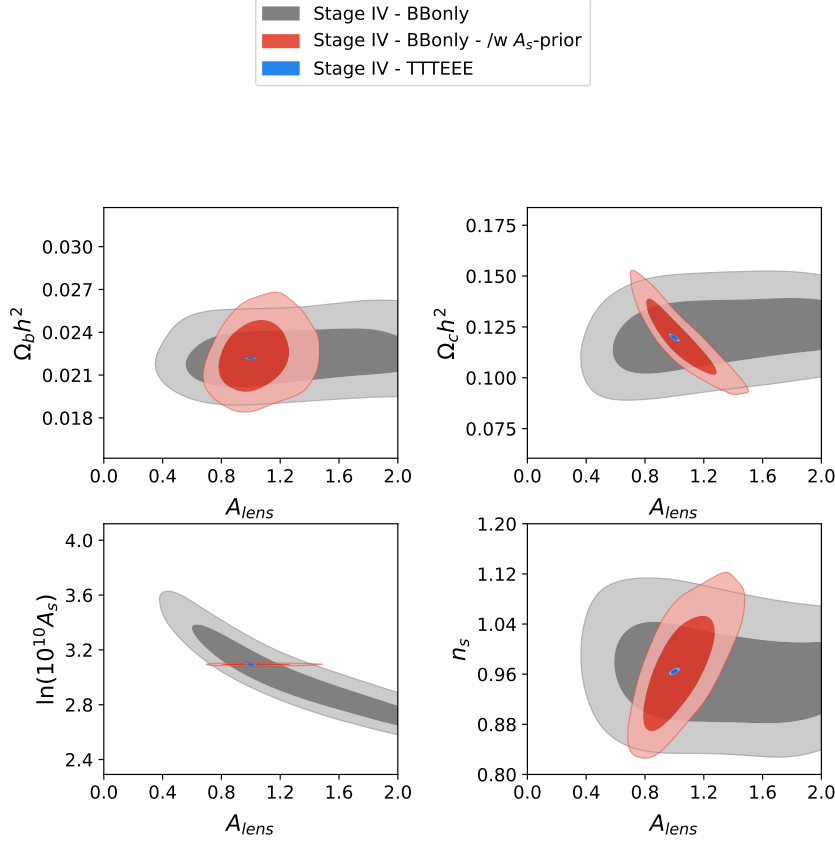 Stage IV - BBonly
Stage IV - BBonly - /w A_s-prior
Stage IV - TTTEEE
0.030
0.027
0.024
0.021
0.018
Ω_b h²
0.0 0.4 0.8 1.2 1.6 2.0
A_lens
0.175
0.150
0.125
0.100
0.075
Ω_c h²
0.0 0.4 0.8 1.2 1.6 2.0
A_lens
4.0
3.6
3.2
2.8
2.4
ln(10¹⁰A_s)
0.0 0.4 0.8 1.2 1.6 2.0
A_lens
1.20
1.12
1.04
0.96
0.88
0.80
n_s
0.0 0.4 0.8 1.2 1.6 2.0
A_lens